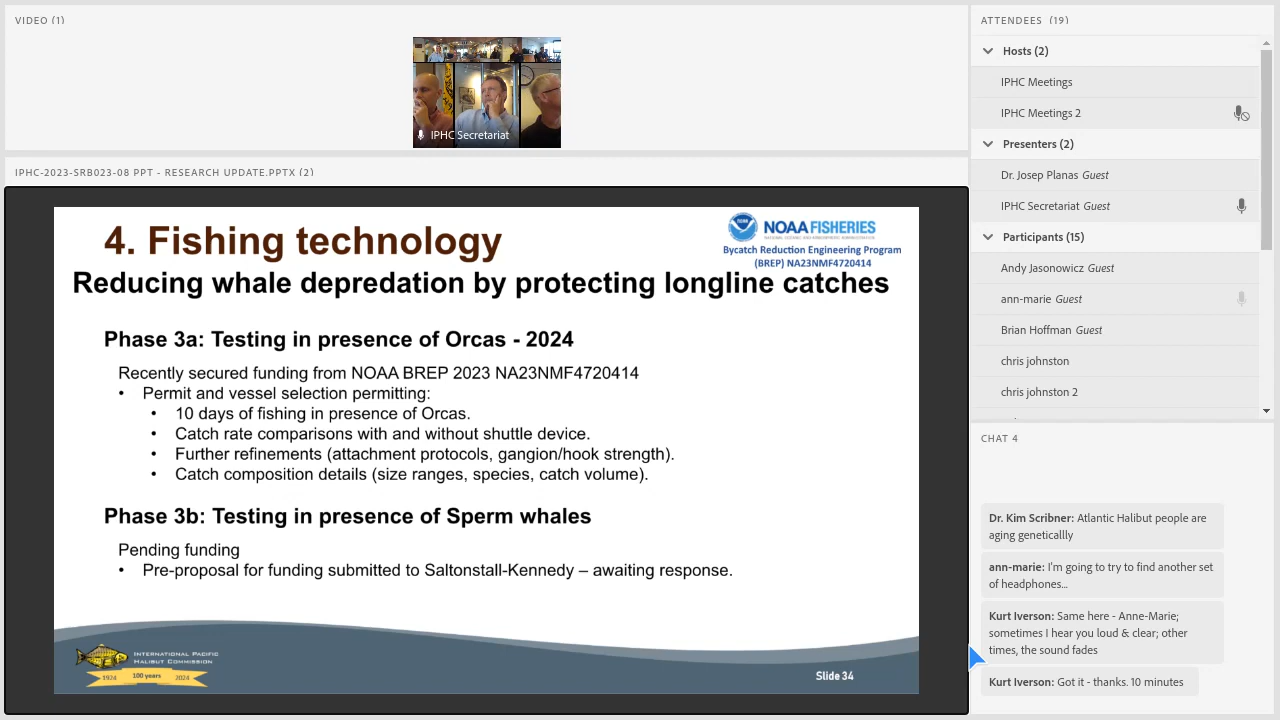 VIDEO (1)
IPHC Secretariat
IPHC-2023-SRB023-08 PPT - RESEARCH UPDATE.PPTX (2)
4. Fishing technology
NOAA FISHERIES
Bycatch Reduction Engineering Program
(BREP) NA23NMF4720414
Reducing whale depredation by protecting longline catches
Phase 3a: Testing in presence of Orcas - 2024
Recently secured funding from NOAA BREP 2023 NA23NMF4720414
• Permit and vessel selection permitting:
• 10 days of fishing in presence of Orcas.
• Catch rate comparisons with and without shuttle device.
• Further refinements (attachment protocols, gangion/hook strength).
• Catch composition details (size ranges, species, catch volume).
Phase 3b: Testing in presence of Sperm whales
Pending funding
• Pre-proposal for funding submitted to Saltonstall-Kennedy – awaiting response.
INTERNATIONAL PACIFIC
HALIBUT COMMISSION
1924 100 years 2024
Slide 34
ATTENDEES (19)
Hosts (2)
IPHC Meetings
IPHC Meetings 2
Presenters (2)
Dr. Josep Planas Guest
IPHC Secretariat Guest
Participants (15)
Andy Jasonowicz Guest
ann-marie Guest
Brian Hoffman Guest
chris johnston
chris johnston 2
CHAT 4
Dr. Kim Scribner: Atlantic Halibut people are
aging geneticallly
ann-marie: I'm going to try to find another set
of headphones...
Kurt Iverson: Same here - Anne-Marie;
sometimes I hear you loud & clear; other
times, the audio fades
Kurt Iverson: Got it - thanks. 10 minutes